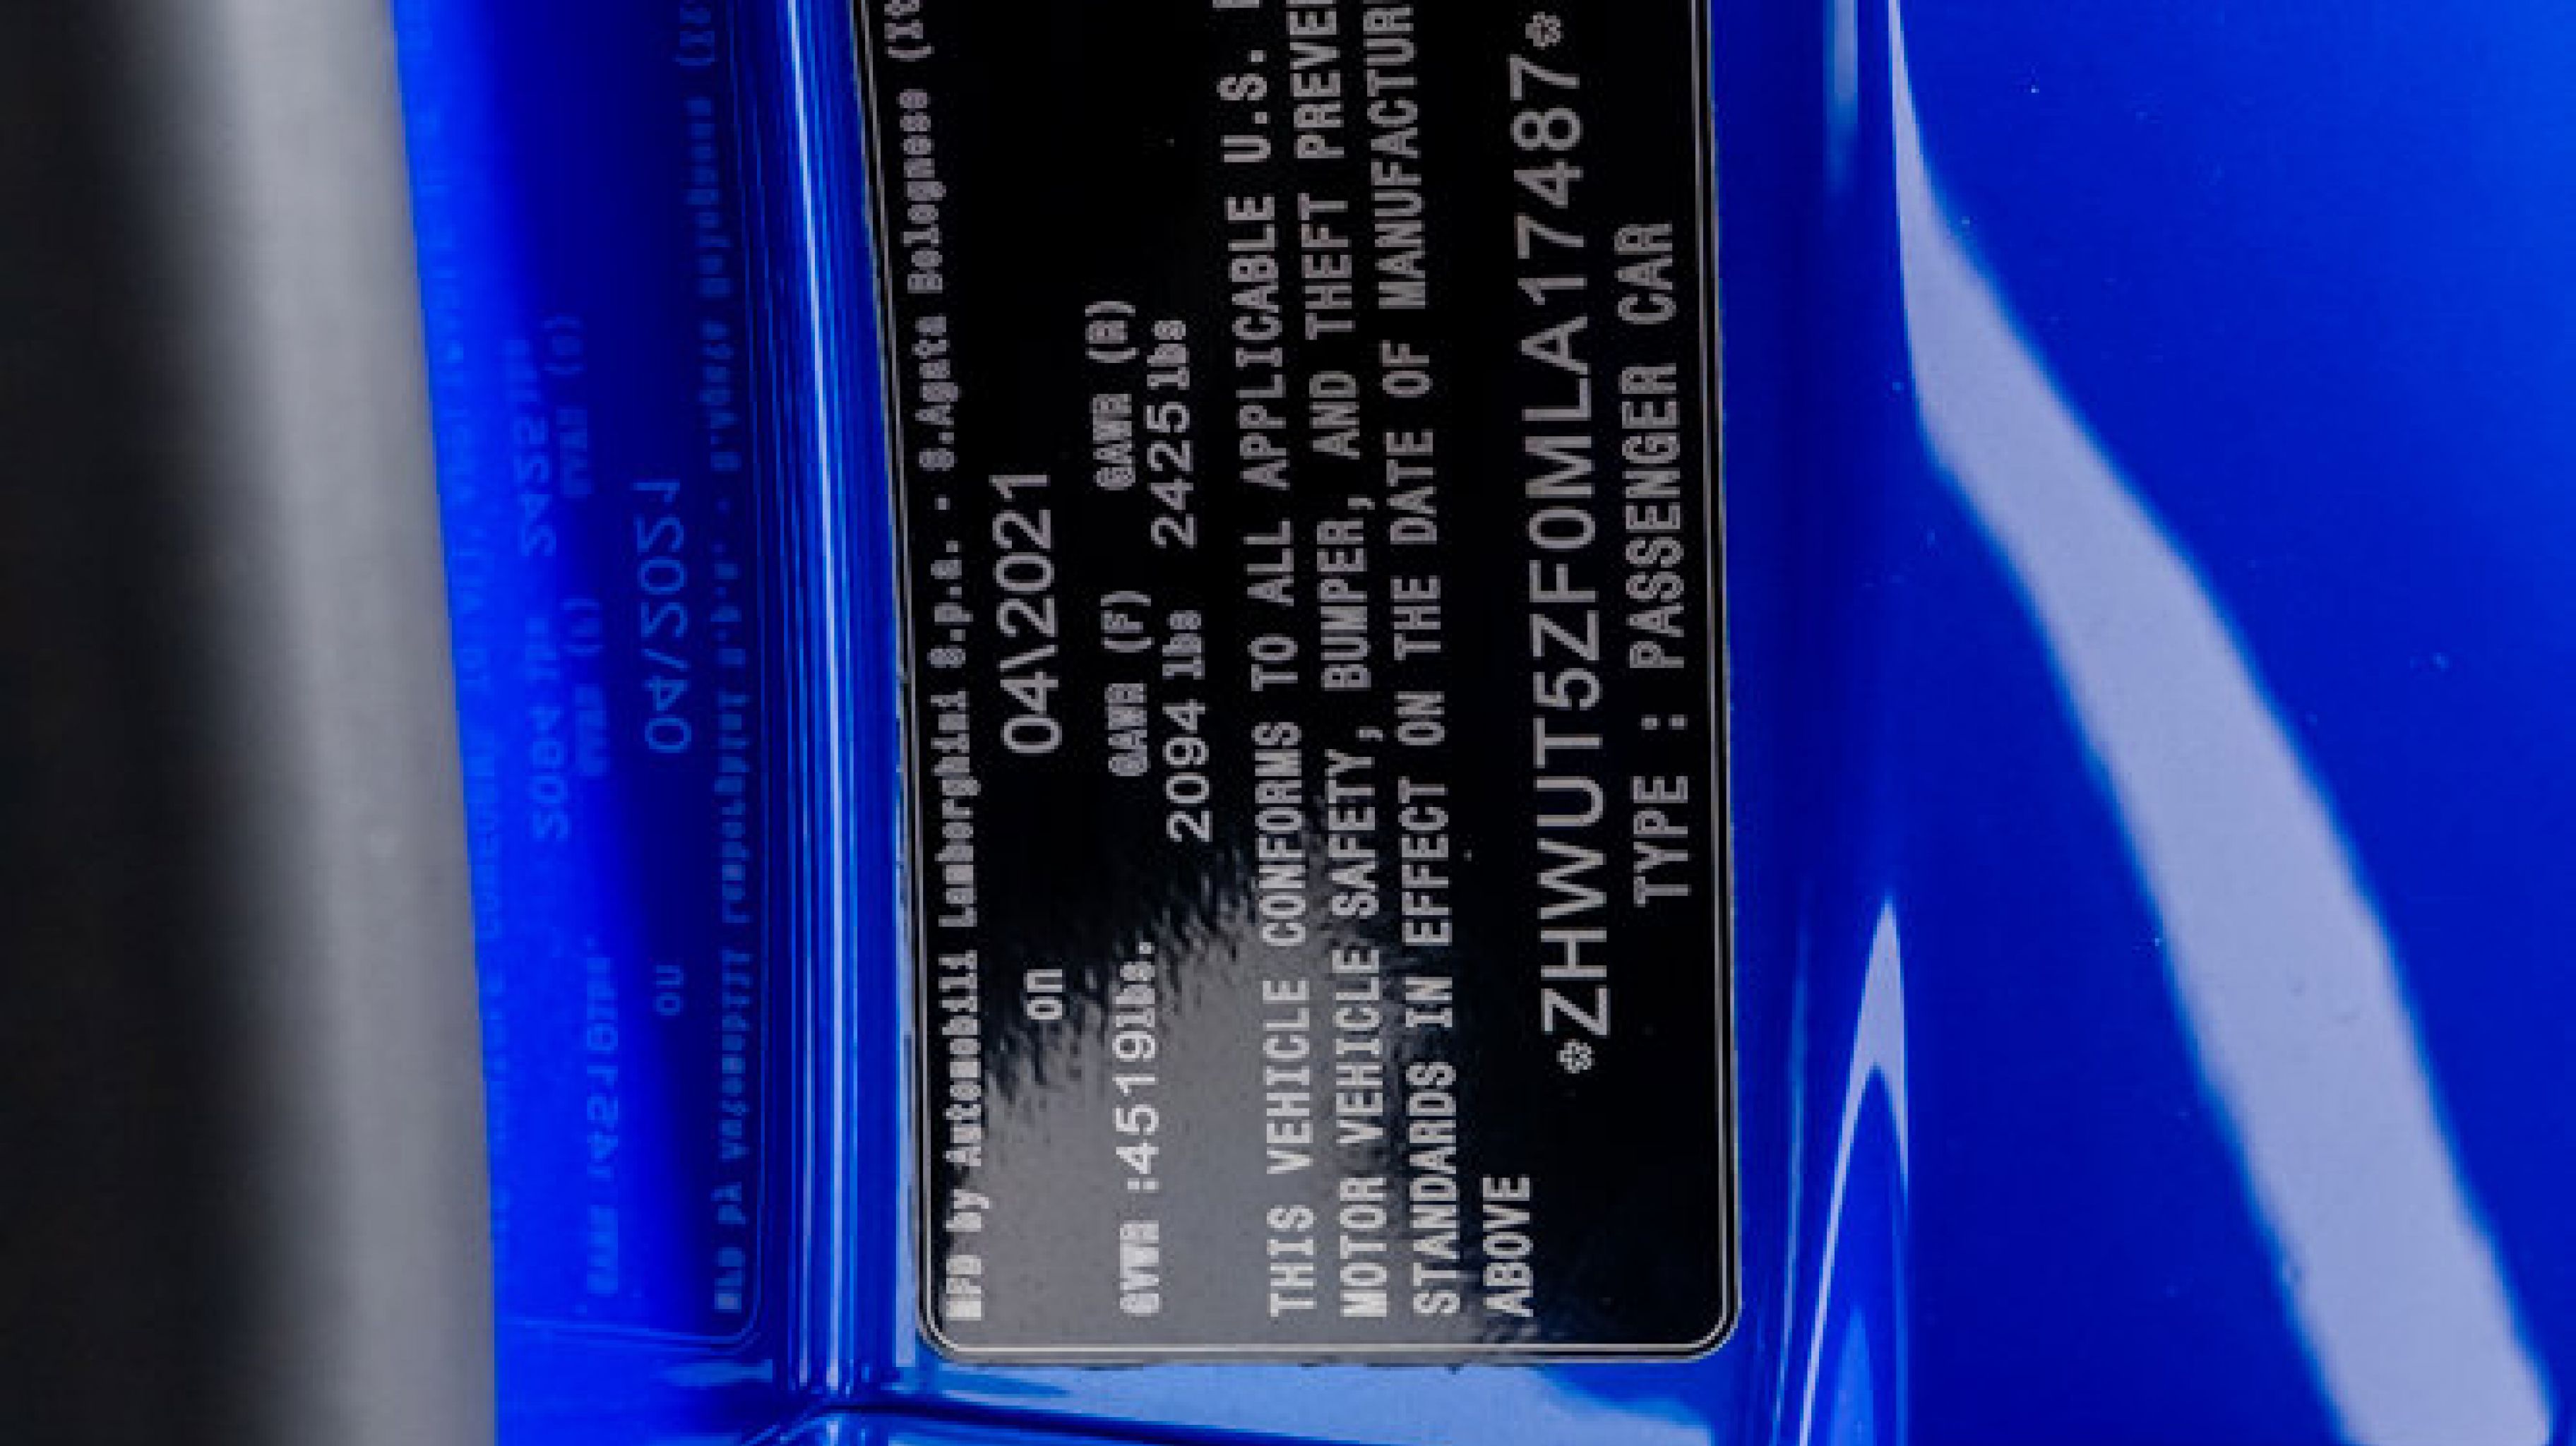 MFD by Automobili Lamborghini S.p.a. - S.Agata Bolognese (
on 04\2021
GVWR :4519lbs. GAWR (F) GAWR (R)
2094 lbs 2425 lbs
THIS VEHICLE CONFORMS TO ALL APPLICABLE U.S.
MOTOR VEHICLE SAFETY, BUMPER, AND THEFT PREVE
STANDARDS IN EFFECT ON THE DATE OF MANUFACTUR
ABOVE
*ZHWUT5ZF0MLA17487*
TYPE : PASSENGER CAR